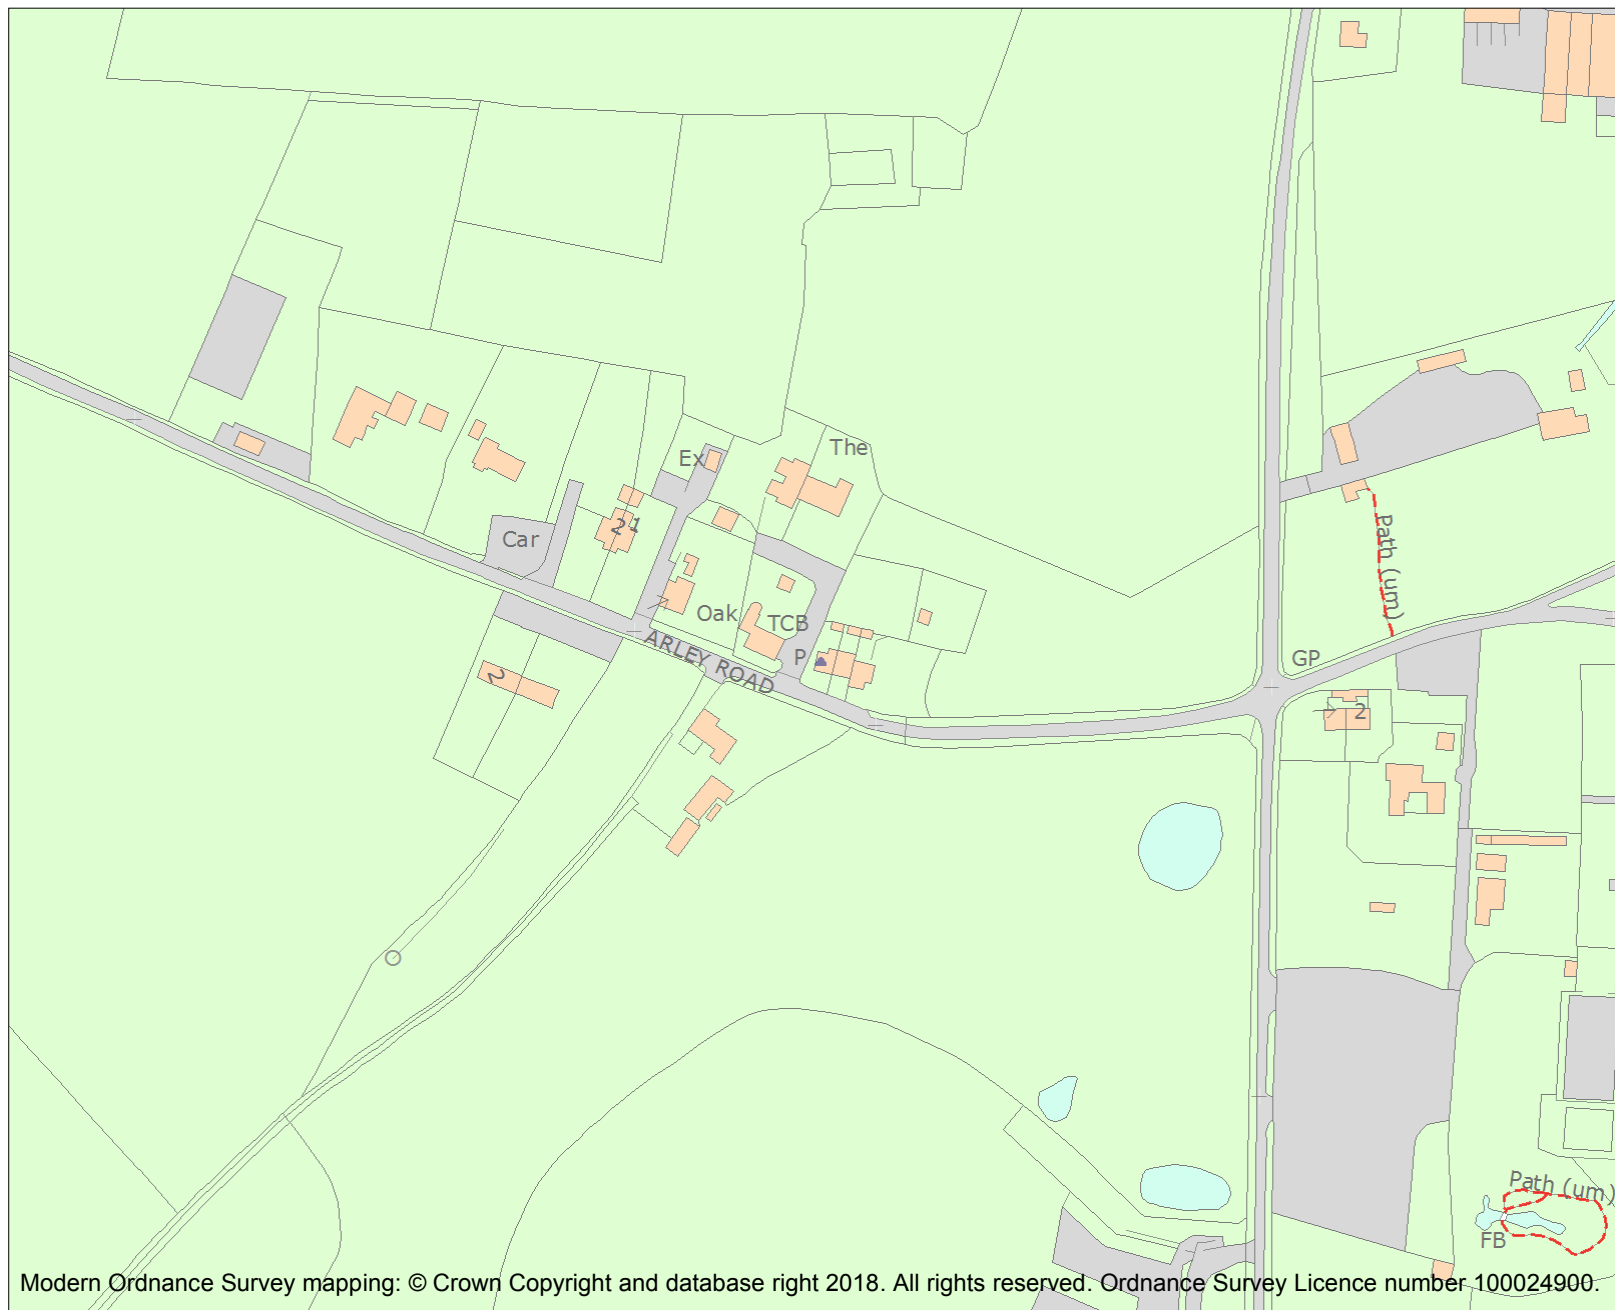 The
Ex
21
Car
Path (um)
Oak
TCB
P
ARLEY ROAD
GP
2
2
Path (um)
FB
Modern Ordnance Survey mapping: © Crown Copyright and database right 2018. All rights reserved. Ordnance Survey Licence number 100024900.